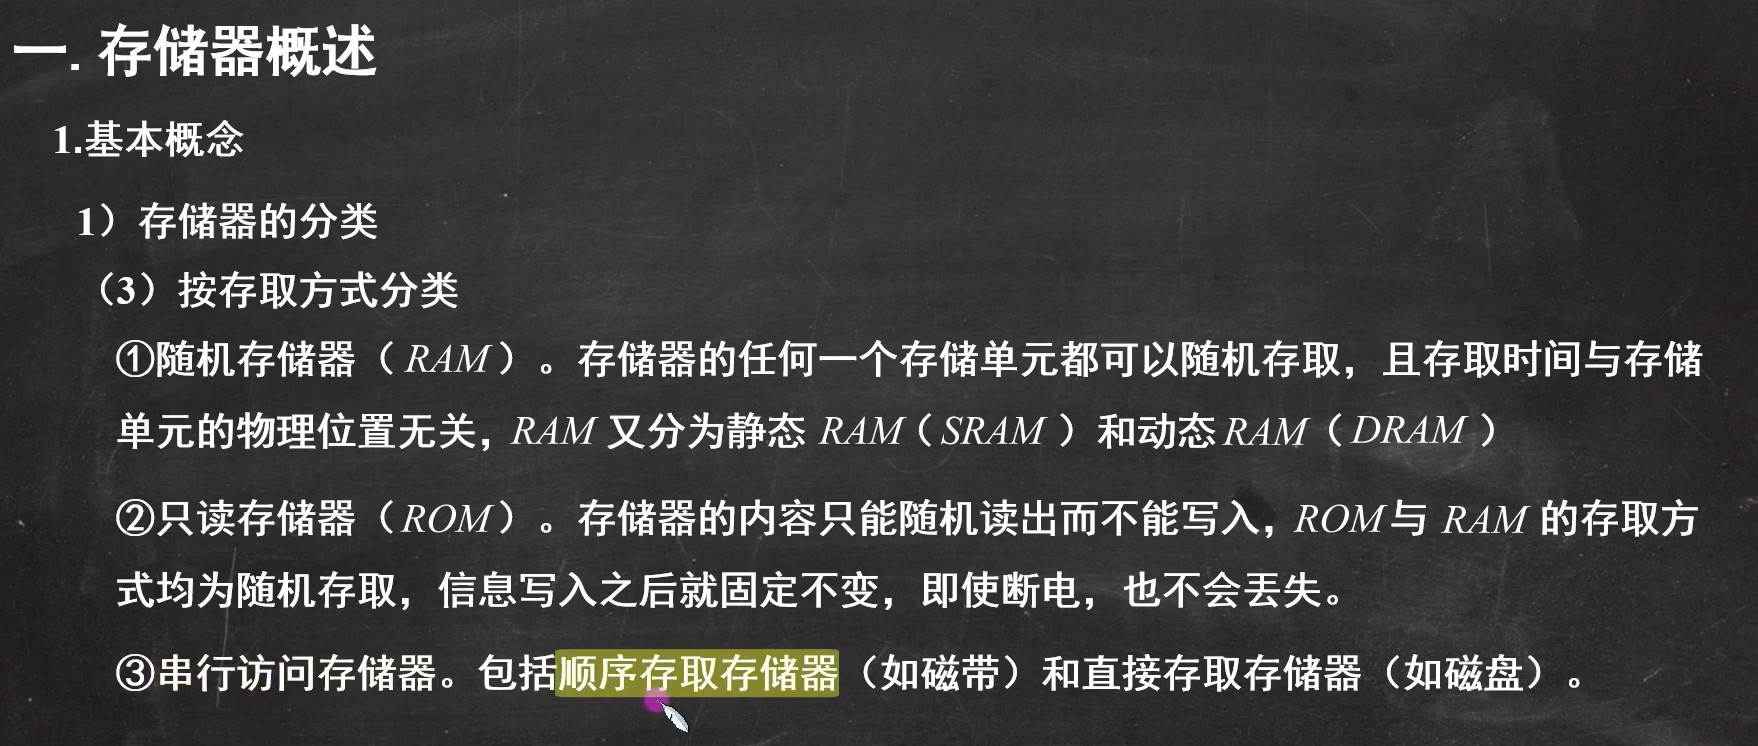 一. 存储器概述
1.基本概念
1）存储器的分类
（3）按存取方式分类
①随机存储器（RAM）。存储器的任何一个存储单元都可以随机存取，且存取时间与存储
单元的物理位置无关，RAM 又分为静态 RAM（SRAM）和动态 RAM（DRAM）
②只读存储器（ROM）。存储器的内容只能随机读出而不能写入，ROM与 RAM 的存取方
式均为随机存取，信息写入之后就固定不变，即使断电，也不会丢失。
③串行访问存储器。包括顺序存取存储器（如磁带）和直接存取存储器（如磁盘）。